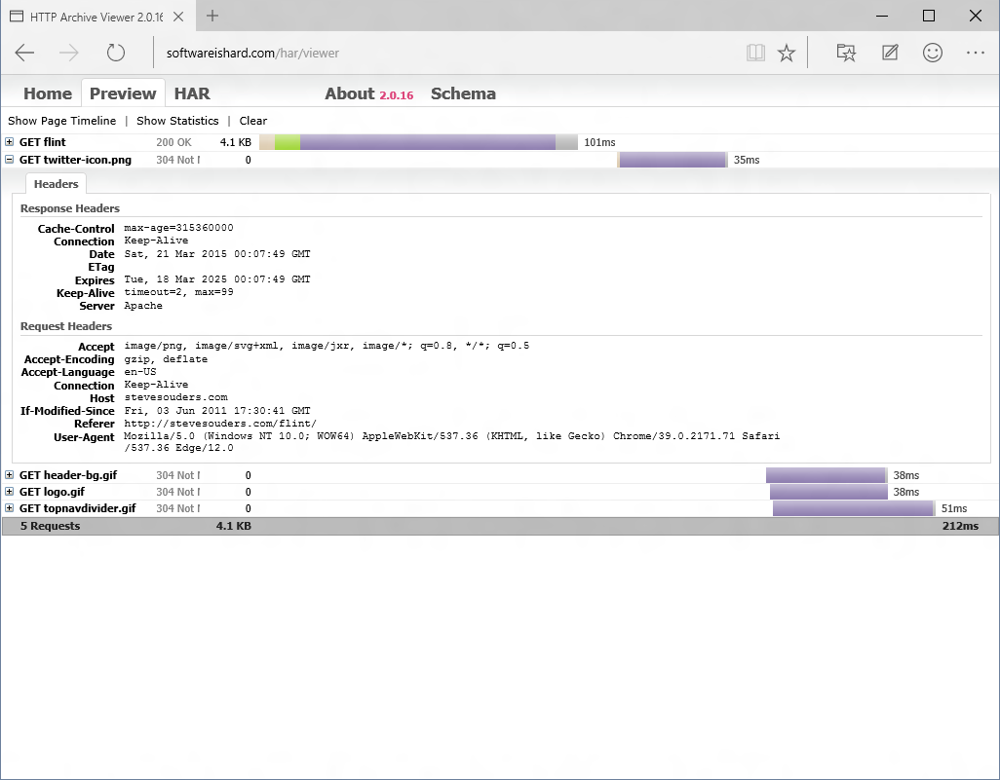 HTTP Archive Viewer 2.0.16
softwareishard.com/har/viewer
Home Preview HAR About 2.0.16 Schema
Show Page Timeline | Show Statistics | Clear
GET flint 200 OK 4.1 KB 101ms
GET twitter-icon.png 304 Not 0 35ms
Headers
Response Headers
Cache-Control max-age=315360000
Connection Keep-Alive
Date Sat, 21 Mar 2015 00:07:49 GMT
ETag
Expires Tue, 18 Mar 2025 00:07:49 GMT
Keep-Alive timeout=2, max=99
Server Apache
Request Headers
Accept image/png, image/svg+xml, image/jxr, image/*; q=0.8, */*; q=0.5
Accept-Encoding gzip, deflate
Accept-Language en-US
Connection Keep-Alive
Host stevesouders.com
If-Modified-Since Fri, 03 Jun 2011 17:30:41 GMT
Referer http://stevesouders.com/flint/
User-Agent Mozilla/5.0 (Windows NT 10.0; WOW64) AppleWebKit/537.36 (KHTML, like Gecko) Chrome/39.0.2171.71 Safari
/537.36 Edge/12.0
GET header-bg.gif 304 Not 0 38ms
GET logo.gif 304 Not 0 38ms
GET topnavdivider.gif 304 Not 0 51ms
5 Requests 4.1 KB 212ms